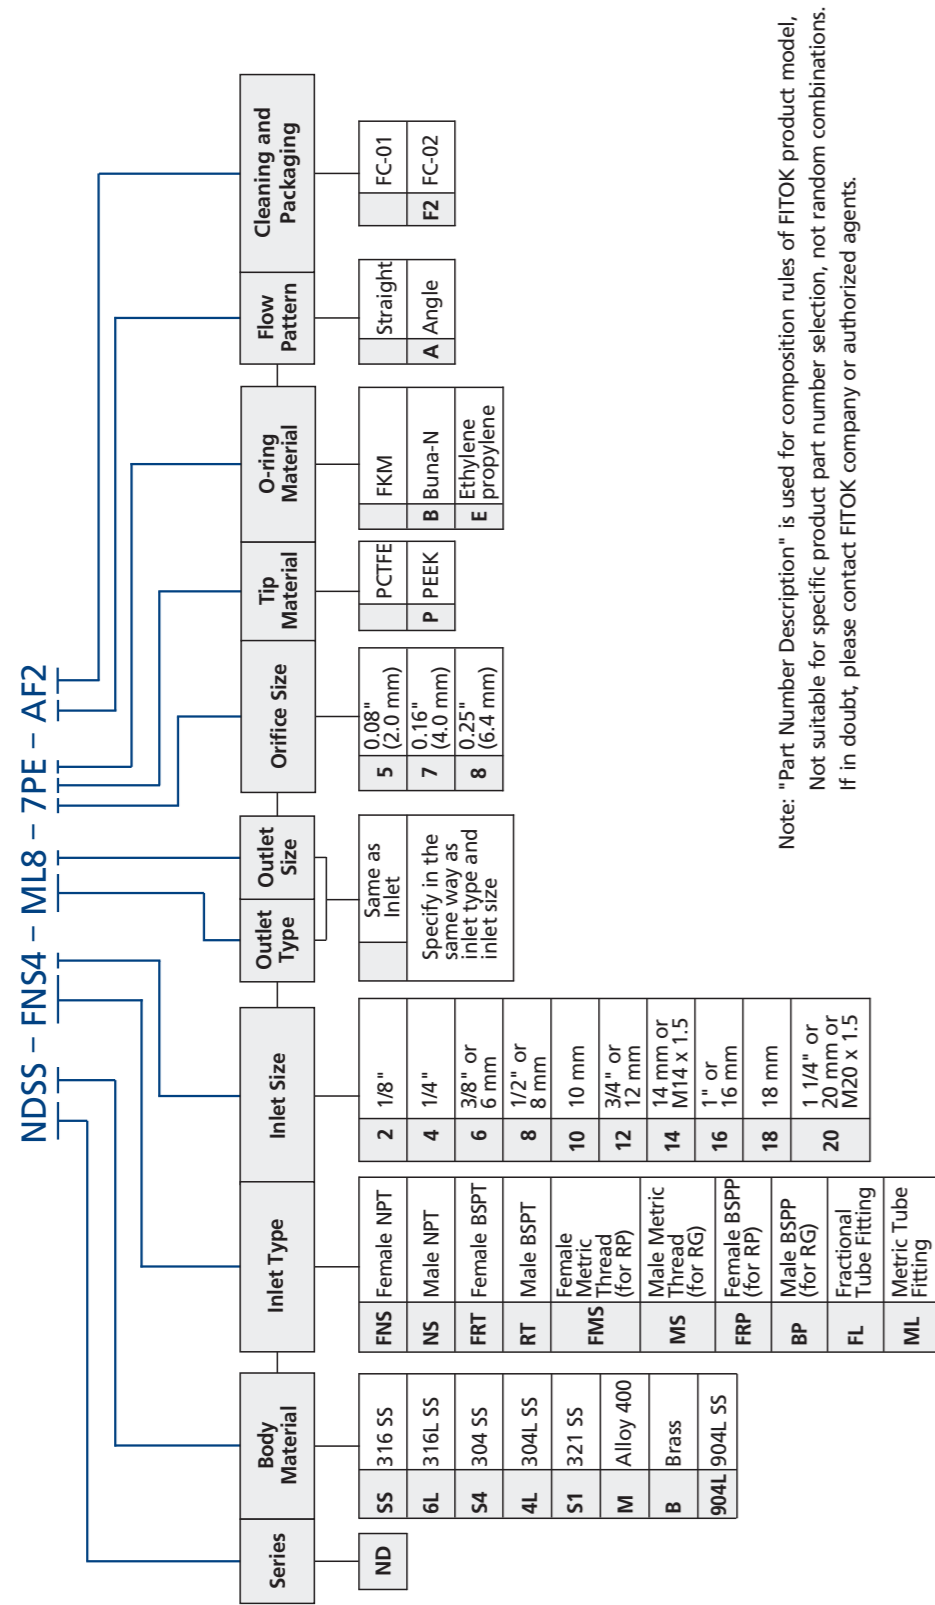 NDSS – FNS4 – ML8 – 7PE – AF2
Series
ND
Body
Material
SS 316 SS
6L 316L SS
S4 304 SS
4L 304L SS
S1 321 SS
M Alloy 400
B Brass
904L 904L SS
Inlet Type
FNS Female NPT
NS Male NPT
FRT Female BSPT
RT Male BSPT
FMS Female
Metric
Thread
(for RP)
MS Male Metric
Thread
(for RG)
FRP Female BSPP
(for RP)
BP Male BSPP
(for RG)
FL Fractional
Tube Fitting
ML Metric Tube
Fitting
Inlet Size
2 1/8"
4 1/4"
6 3/8" or
6 mm
8 1/2" or
8 mm
10 10 mm
12 3/4" or
12 mm
14 14 mm or
M14 x 1.5
16 1" or
16 mm
18 18 mm
20 1 1/4" or
20 mm or
M20 x 1.5
Outlet
Type
Outlet
Size
Same as
Inlet
Specify in the
same way as
inlet type and
inlet size
Orifice Size
5 0.08"
(2.0 mm)
7 0.16"
(4.0 mm)
8 0.25"
(6.4 mm)
Tip
Material
PCTFE
P PEEK
O-ring
Material
FKM
B Buna-N
E Ethylene
propylene
Flow
Pattern
Straight
A Angle
Cleaning and
Packaging
FC-01
F2 FC-02
Note: "Part Number Description" is used for composition rules of FITOK product model,
Not suitable for specific product part number selection, not random combinations.
If in doubt, please contact FITOK company or authorized agents.